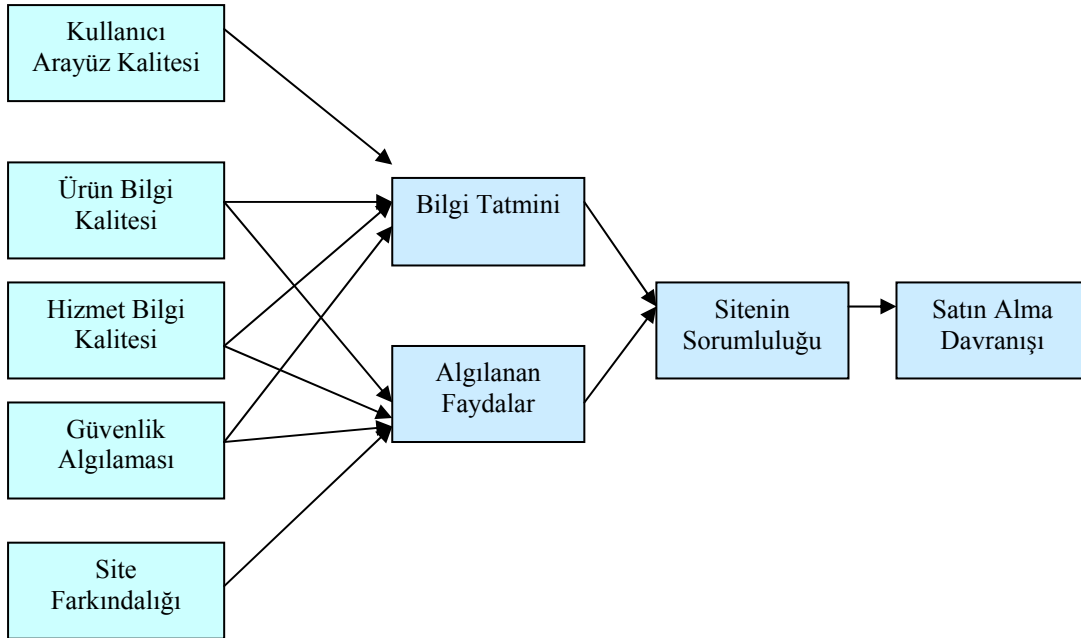 Kullanıcı
Arayüz Kalitesi
Ürün Bilgi
Kalitesi
Hizmet Bilgi
Kalitesi
Güvenlik
Algılaması
Site
Farkındalığı
Bilgi Tatmini
Algılanan
Faydalar
Sitenin
Sorumluluğu
Satın Alma
Davranışı